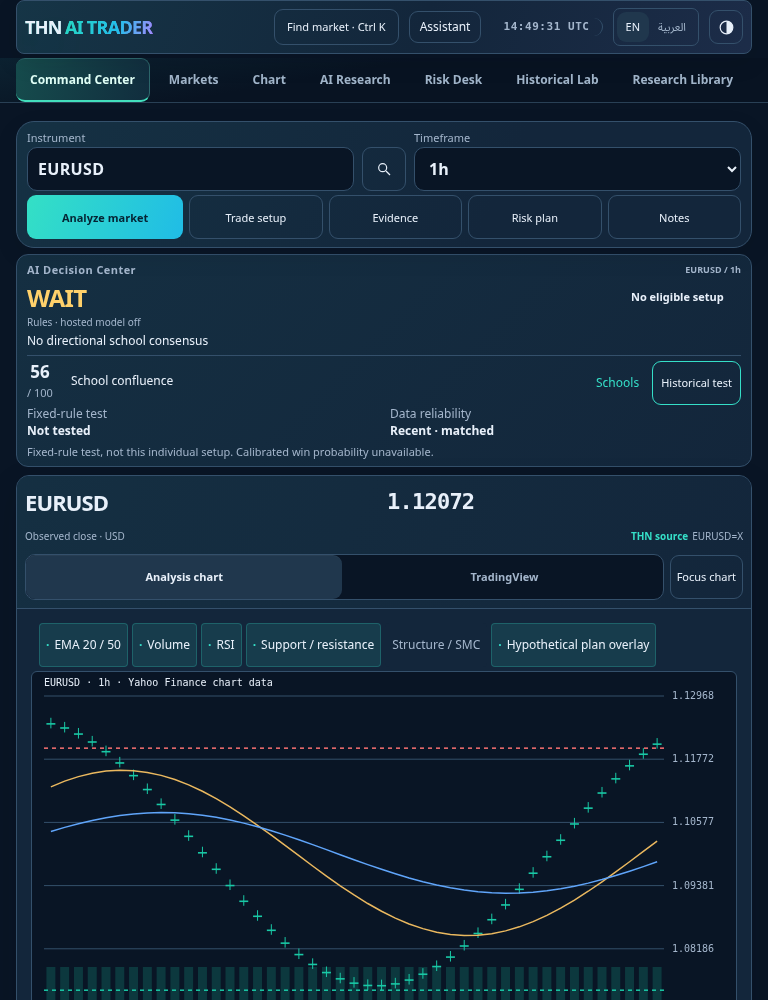 THN AI TRADER
Find market · Ctrl K
Assistant
14:49:31 UTC
EN
العربية
Command Center
Markets
Chart
AI Research
Risk Desk
Historical Lab
Research Library
Instrument
Timeframe
EURUSD
1h
Analyze market
Trade setup
Evidence
Risk plan
Notes
AI Decision Center
EURUSD / 1h
WAIT
No eligible setup
Rules · hosted model off
No directional school consensus
56
/ 100
School confluence
Schools
Historical test
Fixed-rule test
Data reliability
Not tested
Recent · matched
Fixed-rule test, not this individual setup. Calibrated win probability unavailable.
EURUSD
1.12072
Observed close · USD
THN source EURUSD=X
Analysis chart
TradingView
Focus chart
· EMA 20 / 50
· Volume
· RSI
· Support / resistance
Structure / SMC
· Hypothetical plan overlay
EURUSD · 1h · Yahoo Finance chart data
1.12968
1.11772
1.10577
1.09381
1.08186